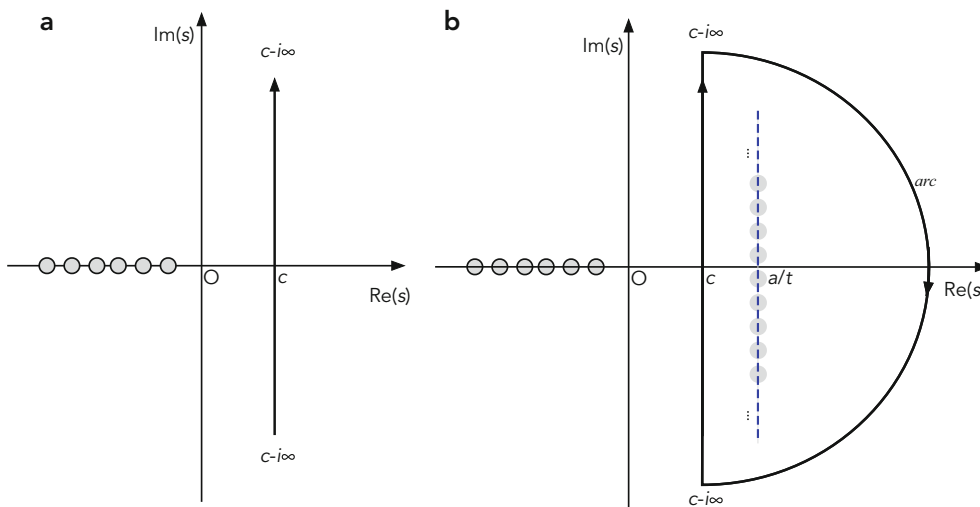 a
Im(s)
c-i∞
O
c
Re(s)
c-i∞
b
Im(s)
c-i∞
...
arc
O
c
a/t
Re(s
...
c-i∞